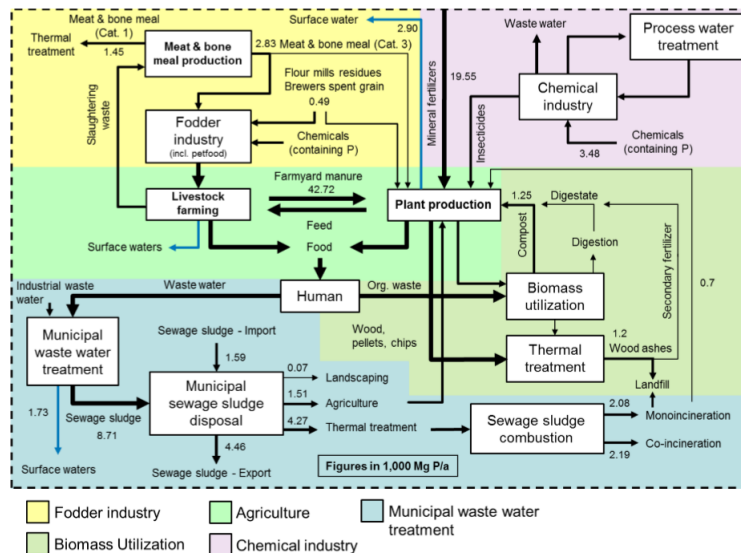 Meat & bone meal
(Cat. 1)
Thermal
treatment
1.45
Meat & bone
meal production
2.83 Meat & bone meal (Cat. 3)
Surface water
2.90
Flour mills residues
Brewers spent grain
0.49
Slaughtering
waste
Fodder
industry
(incl. petfood)
Chemicals
(containing P)
Mineral fertilizers
19.55
Insecticides
Waste water
Process water
treatment
Chemical
industry
Chemicals
(containing P)
3.48
Livestock
farming
Farmyard manure
42.72
Feed
Food
Plant production
Surface waters
1.25
Digestate
Compost
Digestion
Secondary fertilizer
0.7
Industrial waste
water
Waste water
Human
Org. waste
Biomass
utilization
Wood,
pellets, chips
Thermal
treatment
1.2
Wood ashes
Landfill
Municipal
waste water
treatment
Sewage sludge - Import
1.59
Municipal
sewage sludge
disposal
0.07
Landscaping
1.51
Agriculture
4.27
Thermal treatment
1.73
Sewage sludge
8.71
Surface waters
4.46
Sewage sludge - Export
Sewage sludge
combustion
2.08
Monoincineration
2.19
Co-incineration
Figures in 1,000 Mg P/a
Fodder industry
Agriculture
Municipal waste water
treatment
Biomass Utilization
Chemical industry